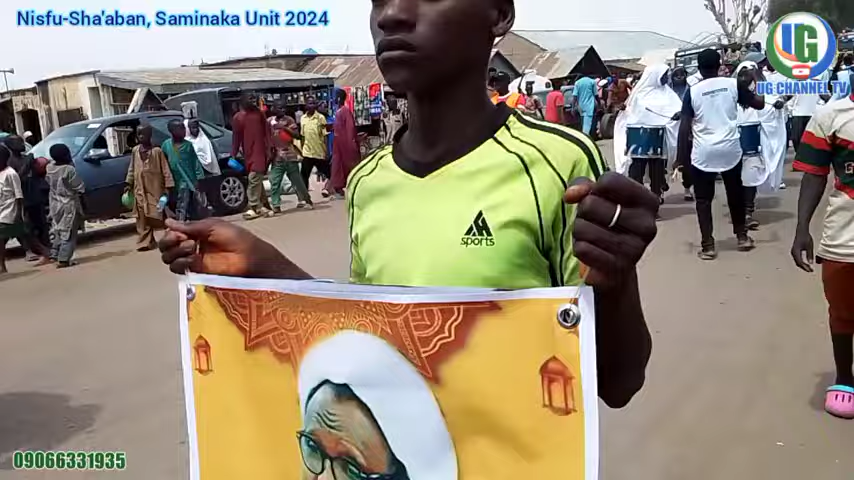 Nisfu-Sha'aban, Saminaka Unit 2024
UG
UG CHANNEL TV
sports
09066331935